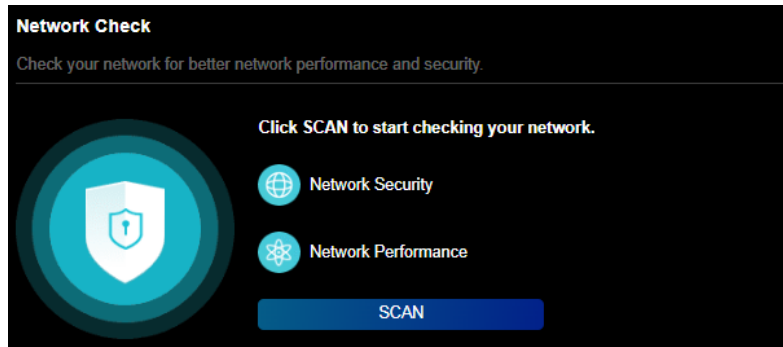 Network Check
Check your network for better network performance and security.
Click SCAN to start checking your network.
Network Security
Network Performance
SCAN